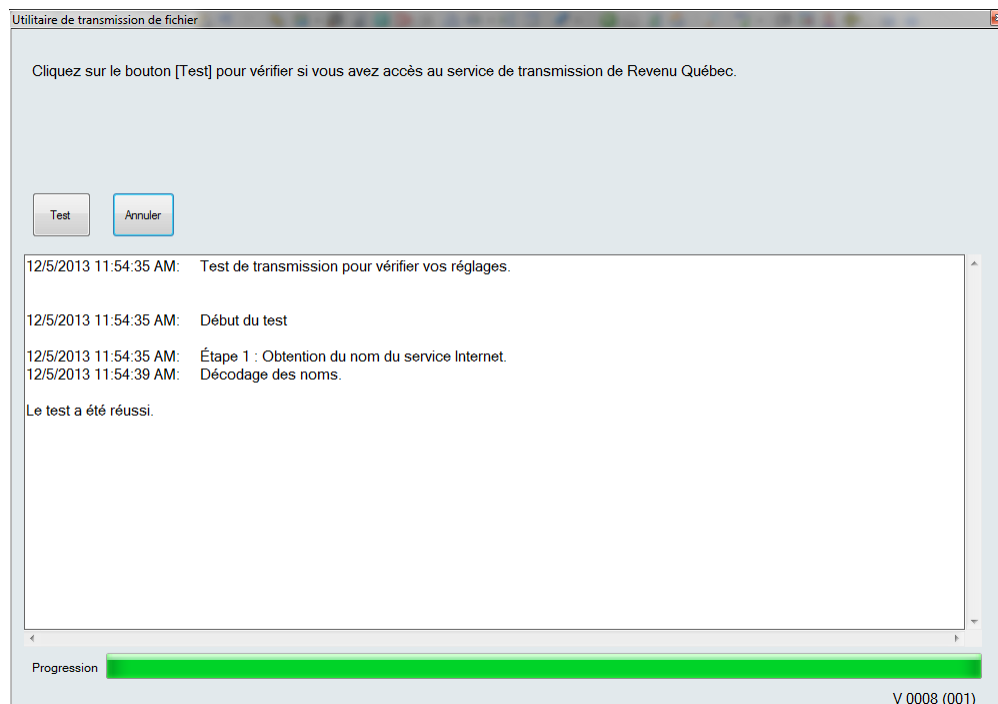 Utilitaire de transmission de fichier
Cliquez sur le bouton [Test] pour vérifier si vous avez accès au service de transmission de Revenu Québec.
Test Annuler
12/5/2013 11:54:35 AM: Test de transmission pour vérifier vos réglages.
12/5/2013 11:54:35 AM: Début du test
12/5/2013 11:54:35 AM: Étape 1 : Obtention du nom du service Internet.
12/5/2013 11:54:39 AM: Décodage des noms.
Le test a été réussi.
Progression
V 0008 (001)